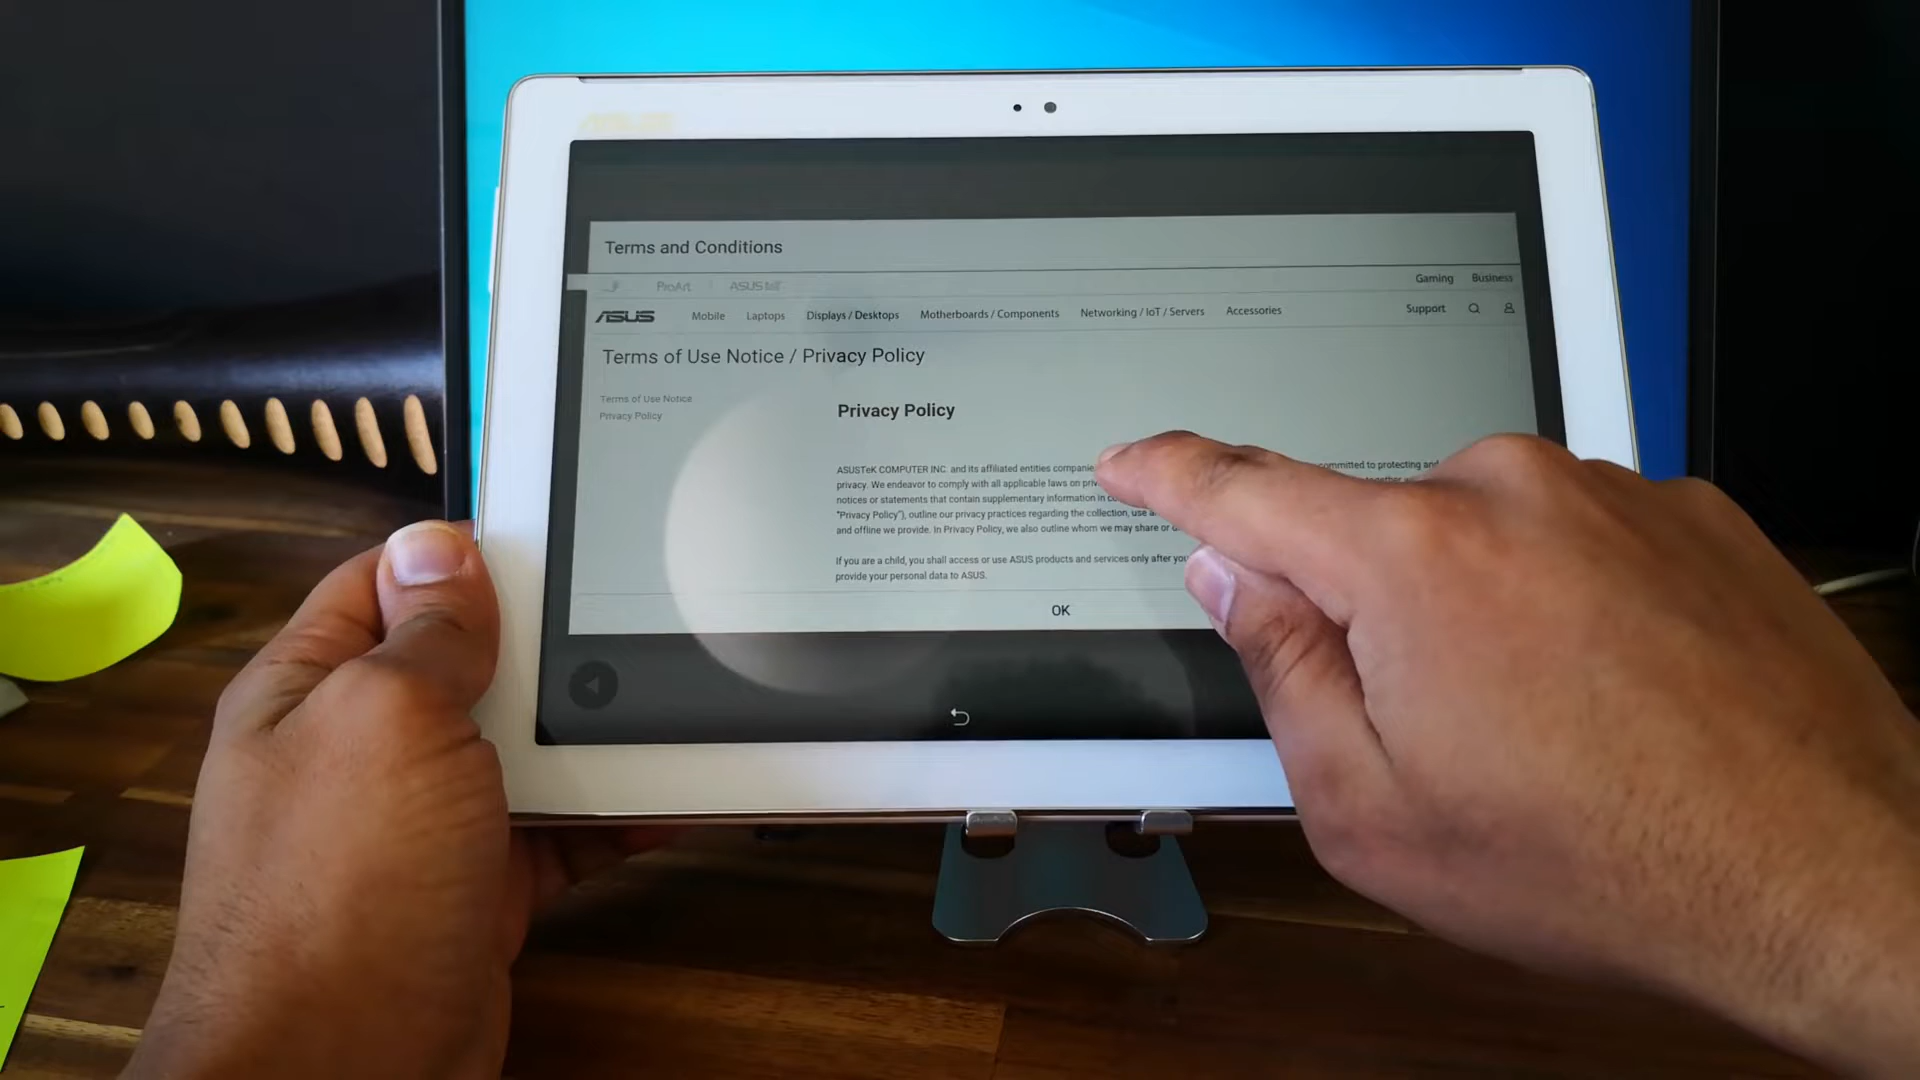 ASUS
Terms and Conditions
ProArt ASUS IoT Gaming Business
ASUS Mobile Laptops Displays / Desktops Motherboards / Components Networking / IoT / Servers Accessories Support
Terms of Use Notice / Privacy Policy
Terms of Use Notice
Privacy Policy
Privacy Policy
ASUSTeK COMPUTER INC. and its affiliated entities companie committed to protecting and
privacy. We endeavor to comply with all applicable laws on
notices or statements that contain supplementary information in
"Privacy Policy"), outline our privacy practices regarding the collection, use
and offline we provide. In Privacy Policy, we also outline whom we may share or
If you are a child, you shall access or use ASUS products and services only after you
provide your personal data to ASUS.
OK